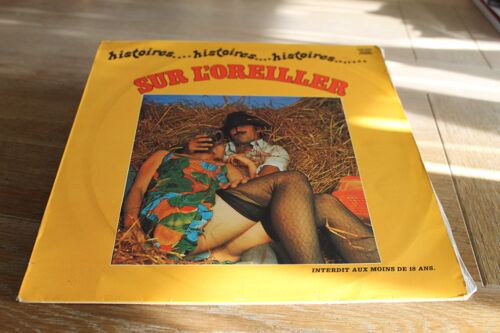 histoires.... histoires.... histoires.......
SUR L'OREILLER
INTERDIT AUX MOINS DE 18 ANS.